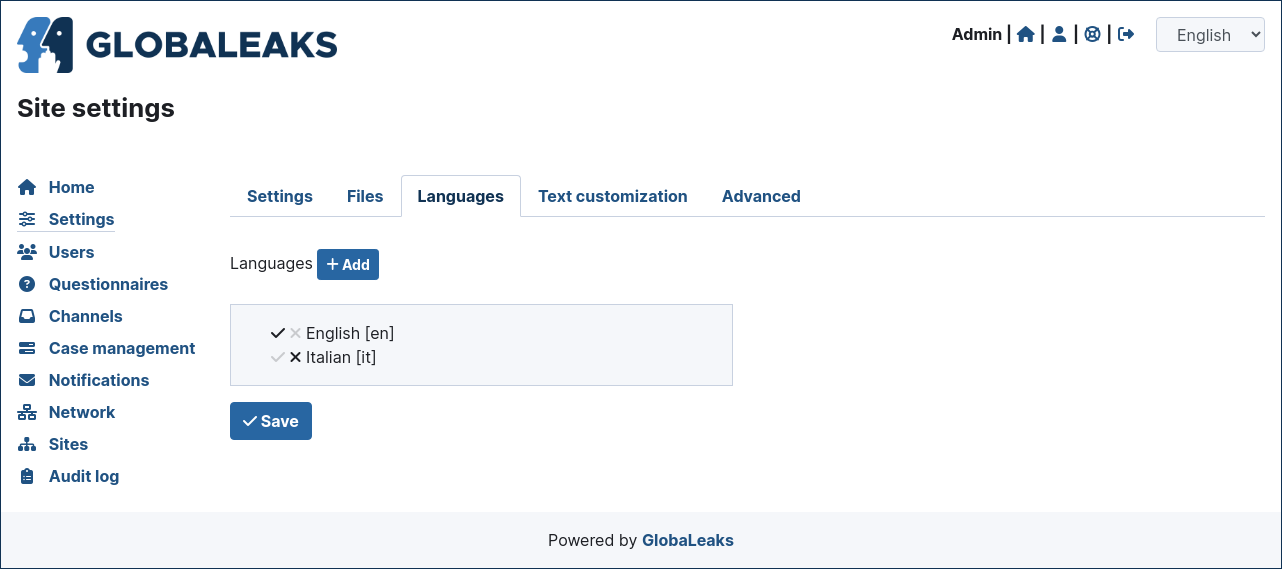 GLOBALEAKS
Admin | | | |
English
Site settings
Home
Settings
Users
Questionnaires
Channels
Case management
Notifications
Network
Sites
Audit log
Settings Files Languages Text customization Advanced
Languages Add
English [en]
Italian [it]
Save
Powered by GlobaLeaks